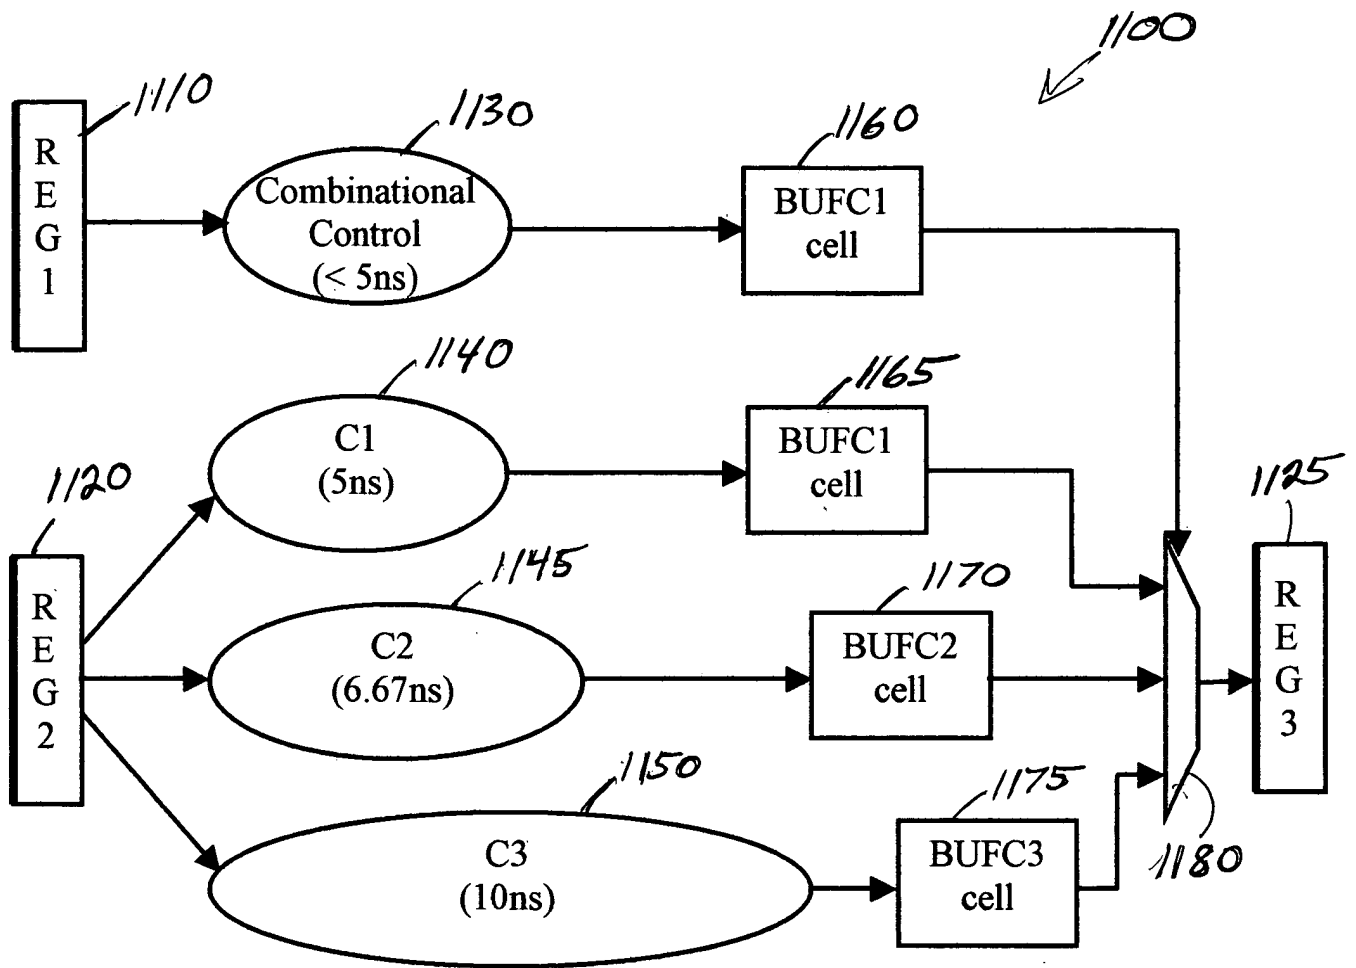 1100
1110
1130
1160
R
E
G
1
Combinational
Control
(< 5ns)
BUFC1
cell
1140
1165
C1
(5ns)
BUFC1
cell
1120
1125
1145
1170
R
E
G
2
C2
(6.67ns)
BUFC2
cell
R
E
G
3
1150
1175
C3
(10ns)
BUFC3
cell
1180